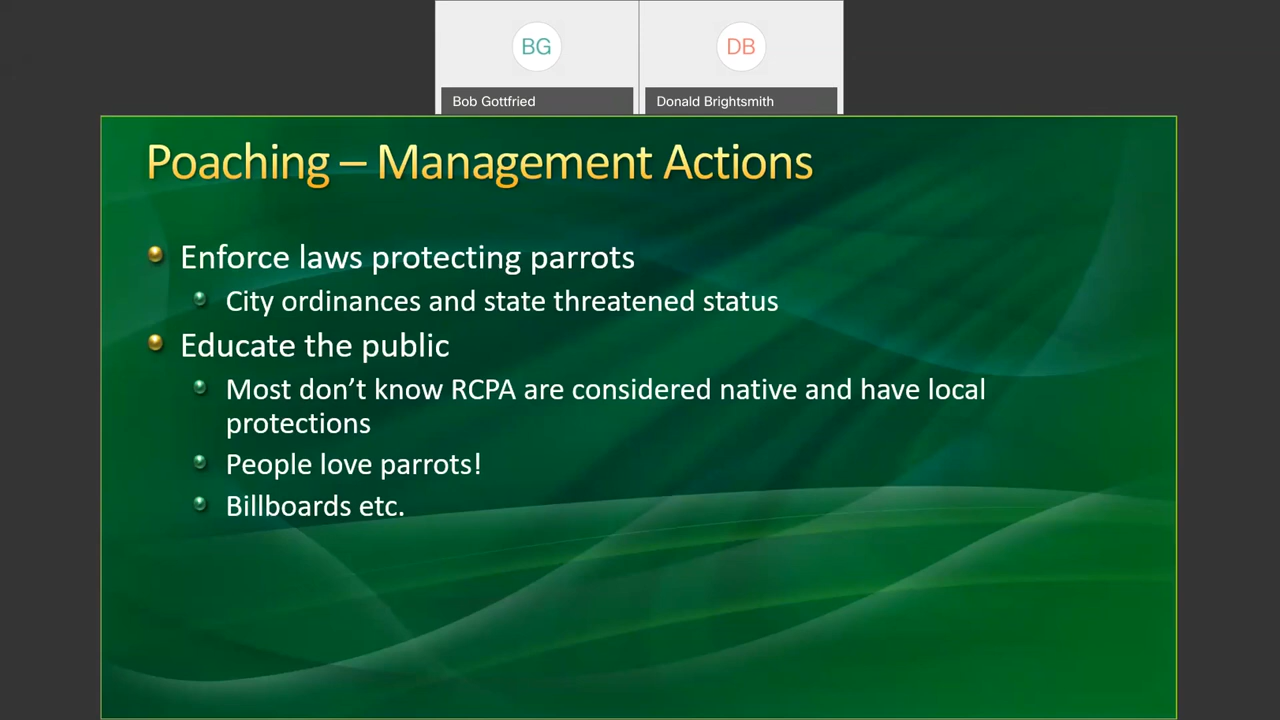 BG
DB
Bob Gottfried
Donald Brightsmith
Poaching – Management Actions
Enforce laws protecting parrots
City ordinances and state threatened status
Educate the public
Most don’t know RCPA are considered native and have local
protections
People love parrots!
Billboards etc.